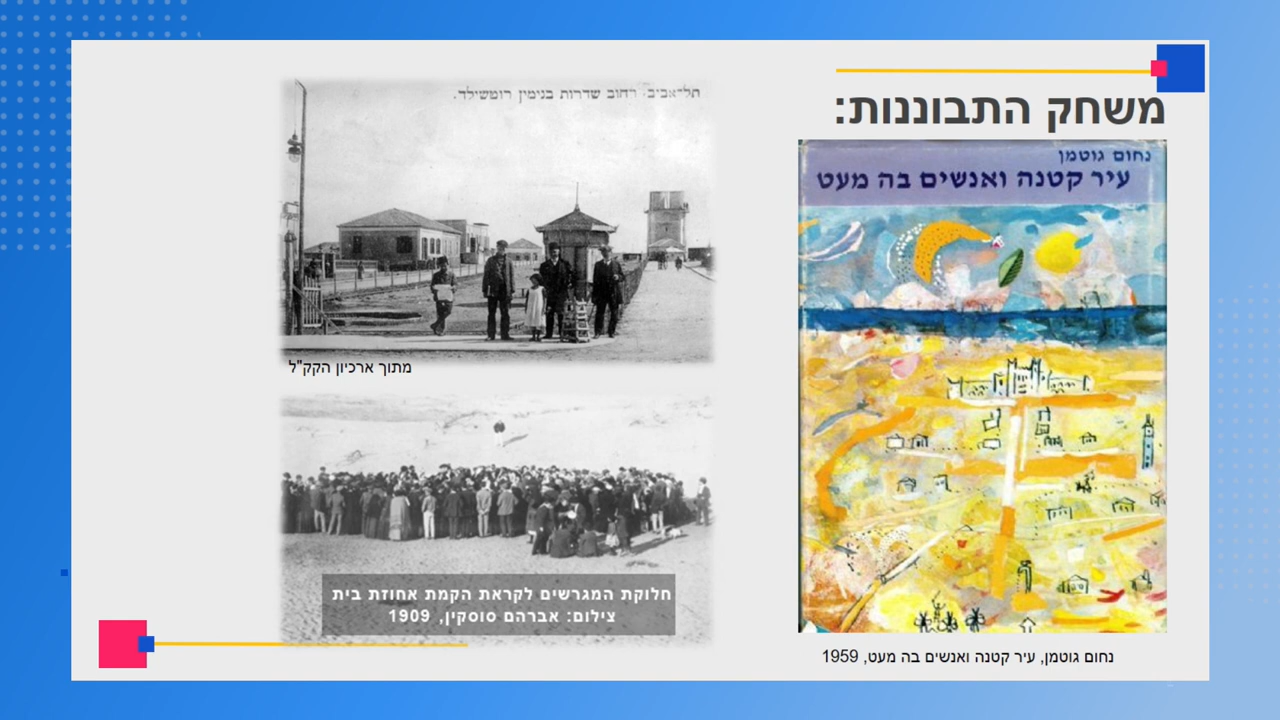 משחק התבוננות:
נחום גוטמן
עיר קטנה ואנשים בה מעט
נחום גוטמן, עיר קטנה ואנשים בה מעט, 1959
תל־אביב: רחוב שדרות בנימין רוטשילד.
מתוך ארכיון הקק"ל
חלוקת המגרשים לקראת הקמת אחוזת בית
צילום: אברהם סוסקין, 1909